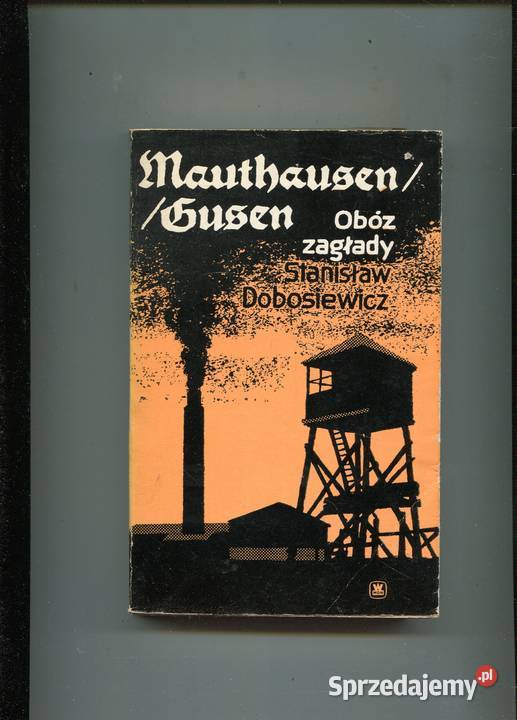 Mauthausen/
/Gusen Obóz
zagłady
Stanisław
Dobosiewicz
Sprzedajemy.pl